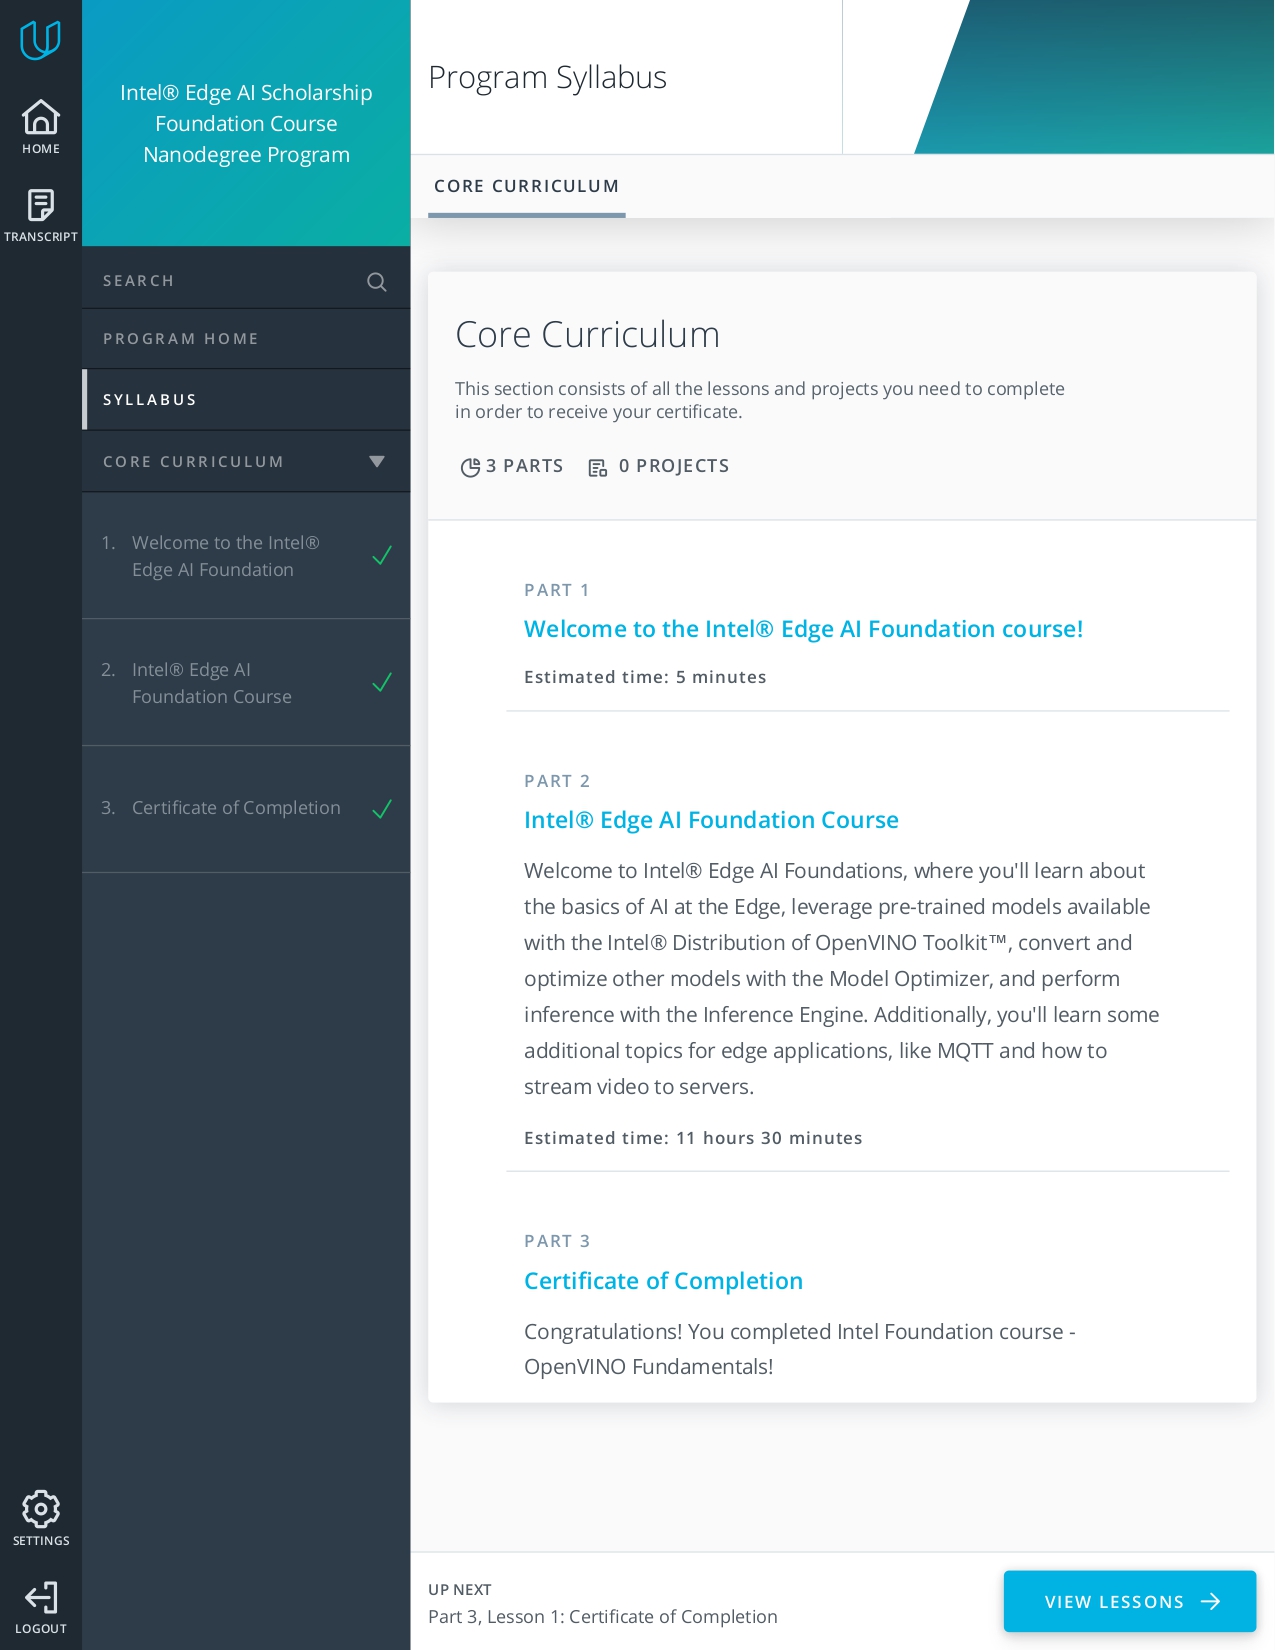 HOME
TRANSCRIPT
Intel® Edge AI Scholarship
Foundation Course
Nanodegree Program
SEARCH
PROGRAM HOME
SYLLABUS
CORE CURRICULUM
1. Welcome to the Intel®
Edge AI Foundation
2. Intel® Edge AI
Foundation Course
3. Certificate of Completion
SETTINGS
LOGOUT
Program Syllabus
CORE CURRICULUM
Core Curriculum
This section consists of all the lessons and projects you need to complete
in order to receive your certificate.
3 PARTS 0 PROJECTS
PART 1
Welcome to the Intel® Edge AI Foundation course!
Estimated time: 5 minutes
PART 2
Intel® Edge AI Foundation Course
Welcome to Intel® Edge AI Foundations, where you'll learn about
the basics of AI at the Edge, leverage pre-trained models available
with the Intel® Distribution of OpenVINO Toolkit™, convert and
optimize other models with the Model Optimizer, and perform
inference with the Inference Engine. Additionally, you'll learn some
additional topics for edge applications, like MQTT and how to
stream video to servers.
Estimated time: 11 hours 30 minutes
PART 3
Certificate of Completion
Congratulations! You completed Intel Foundation course -
OpenVINO Fundamentals!
UP NEXT
Part 3, Lesson 1: Certificate of Completion
VIEW LESSONS